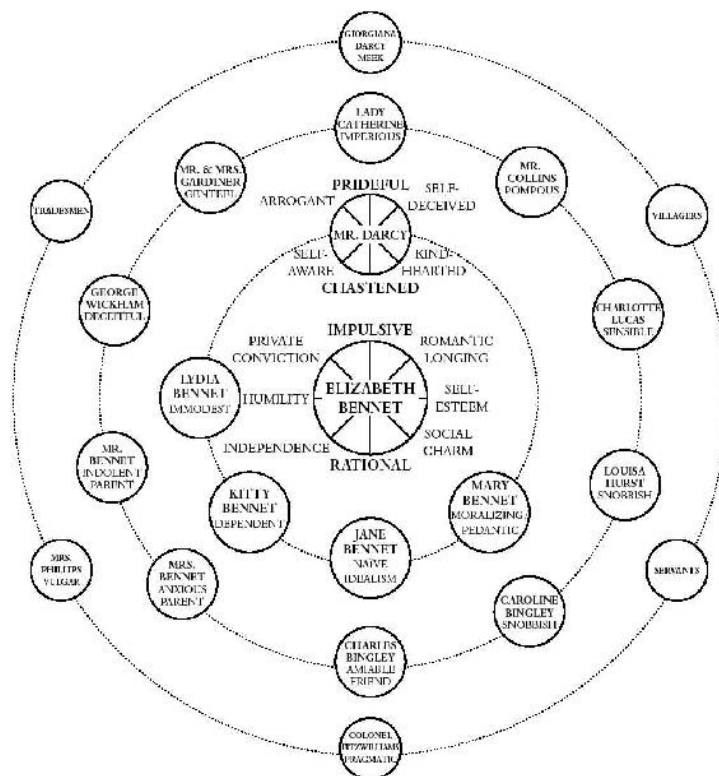 GIORGIANA
DARCY
MEEK
LADY
CATHERINE
IMPERIOUS
MR. & MRS.
GARDINER
GENTEEL
MR.
COLLINS
POMPOUS
TRADESMEN
VILLAGERS
PRIDEFUL
ARROGANT
SELF-
DECEIVED
MR. DARCY
SELF-
AWARE
KIND-
HEARTED
CHASTENED
GEORGE
WICKHAM
DECEITFUL
CHARLOTTE
LUCAS
SENSIBLE
IMPULSIVE
PRIVATE
CONVICTION
ROMANTIC
LONGING
LYDIA
BENNET
IMMODEST
HUMILITY
ELIZABETH
BENNET
SELF-
ESTEEM
INDEPENDENCE
SOCIAL
CHARM
RATIONAL
MR.
BENNET
INDOLENT
PARENT
LOUISA
HURST
SNOBBISH
KITTY
BENNET
DEPENDENT
MARY
BENNET
MORALIZING/
PEDANTIC
JANE
BENNET
NAÏVE
IDEALISM
MRS.
PHILLIPS
VULGAR
MRS.
BENNET
ANXIOUS
PARENT
SERVANTS
CAROLINE
BINGLEY
SNOBBISH
CHARLES
BINGLEY
AMIABLE
FRIEND
COLONEL
FITZWILLIAMS
PRAGMATIC